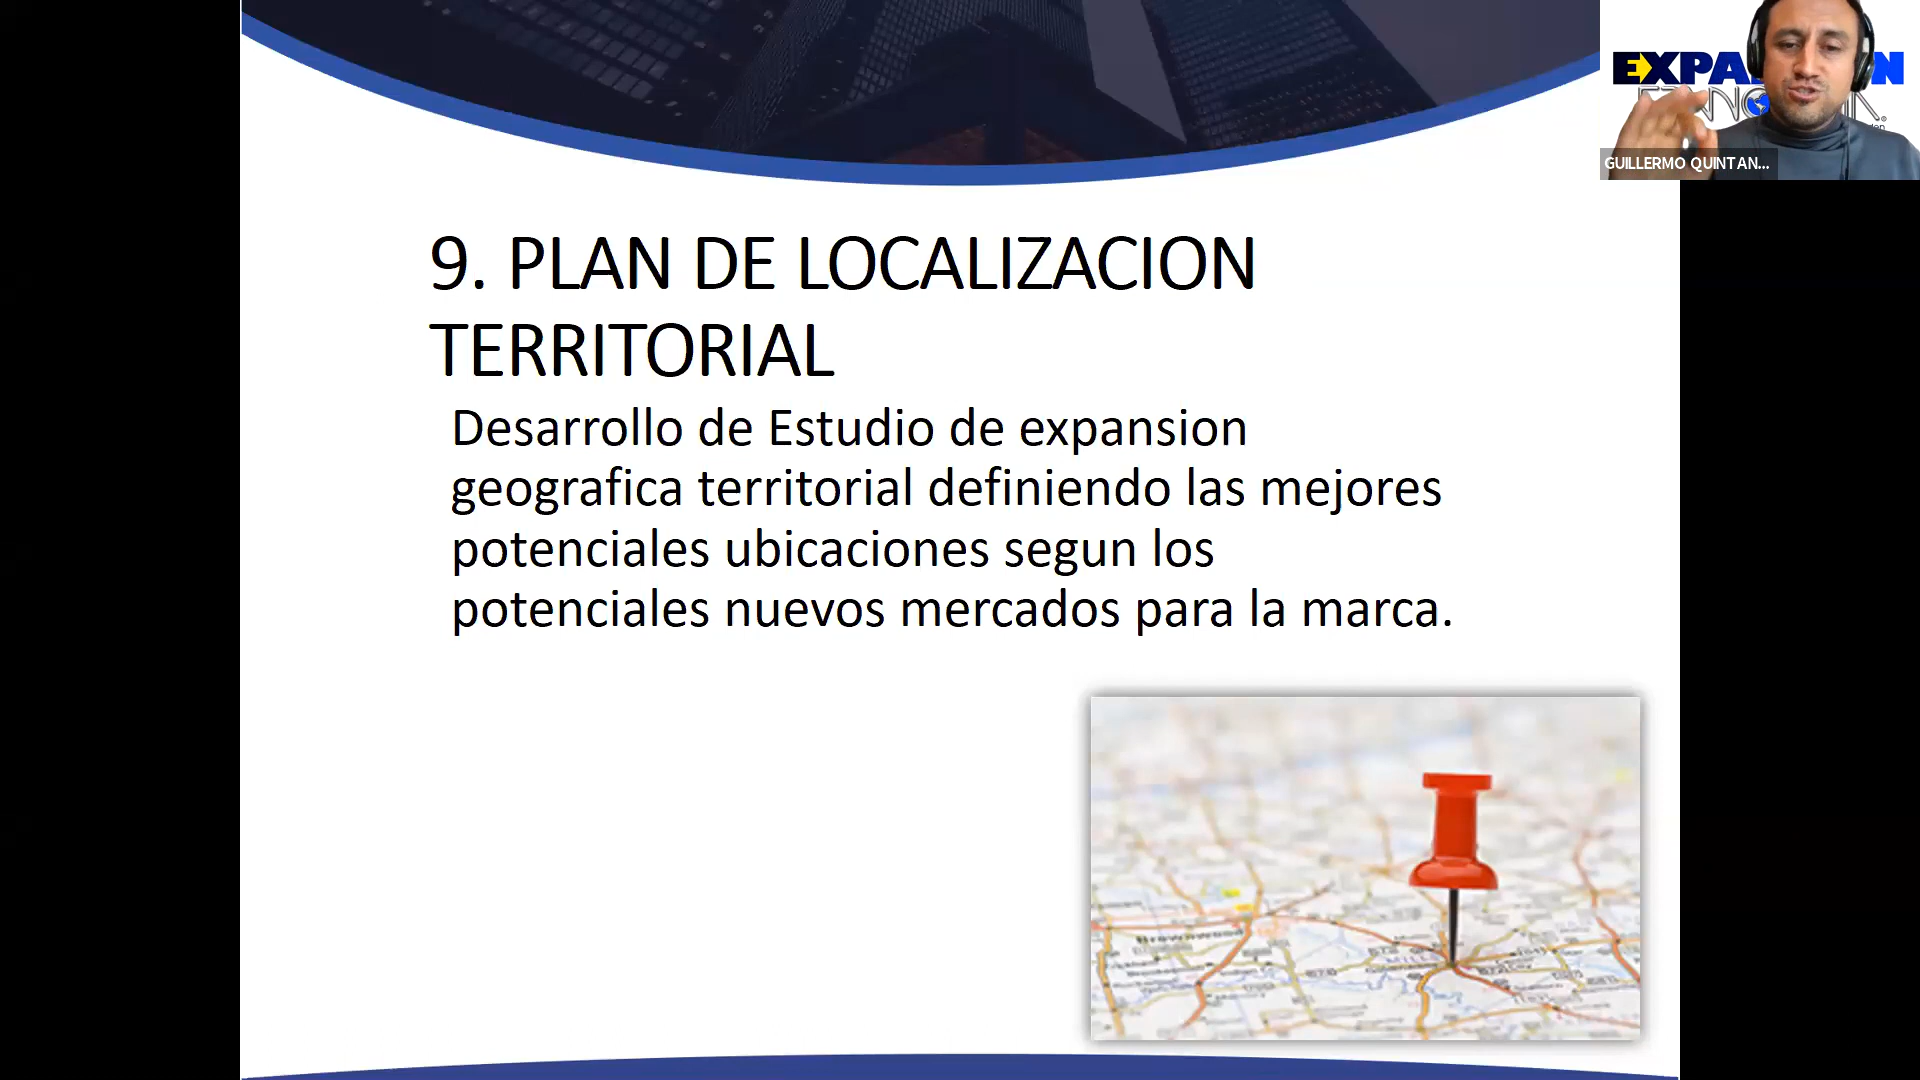 EXPA
N
GUILLERMO QUINTAN...
9. PLAN DE LOCALIZACION
TERRITORIAL
Desarrollo de Estudio de expansion
geografica territorial definiendo las mejores
potenciales ubicaciones segun los
potenciales nuevos mercados para la marca.